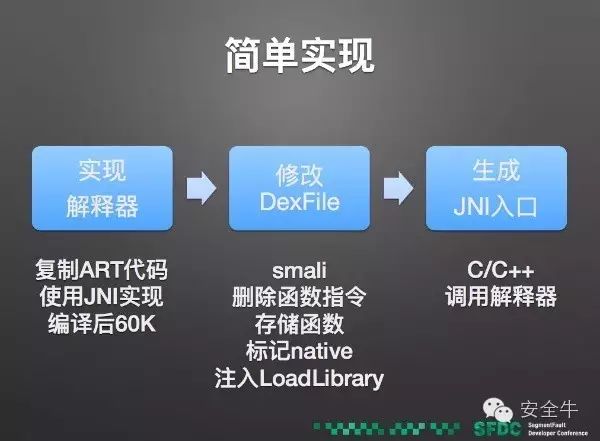 简单实现
实现
解释器
修改
DexFile
生成
JNI入口
复制ART代码
使用JNI实现
编译后60K
smali
删除函数指令
存储函数
标记native
注入LoadLibrary
C/C++
调用解释器
安全牛
SFDC
SegmentFault
Developer Conference